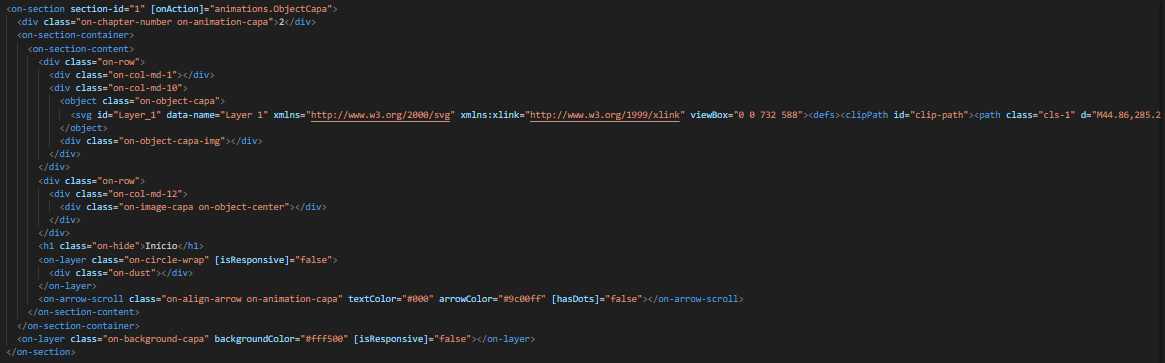 <on-section section-id="1" [onAction]="animations.ObjectCapa">
<div class="on-chapter-number on-animation-capa">2</div>
<on-section-container>
<on-section-content>
<div class="on-row">
<div class="on-col-md-1"></div>
<div class="on-col-md-10">
<object class="on-object-capa">
<svg id="Layer_1" data-name="Layer 1" xmlns="http://www.w3.org/2000/svg" xmlns:xlink="http://www.w3.org/1999/xlink" viewBox="0 0 732 588"><defs><clipPath id="clip-path"><path class="cls-1" d="M44.86,285.2
</object>
<div class="on-object-capa-img"></div>
</div>
</div>
<div class="on-row">
<div class="on-col-md-12">
<div class="on-image-capa on-object-center"></div>
</div>
</div>
<h1 class="on-hide">Início</h1>
<on-layer class="on-circle-wrap" [isResponsive]="false">
<div class="on-dust"></div>
</on-layer>
<on-arrow-scroll class="on-align-arrow on-animation-capa" textColor="#000" arrowColor="#9c00ff" [hasDots]="false"></on-arrow-scroll>
</on-section-content>
</on-section-container>
<on-layer class="on-background-capa" backgroundColor="#fff500" [isResponsive]="false"></on-layer>
</on-section>